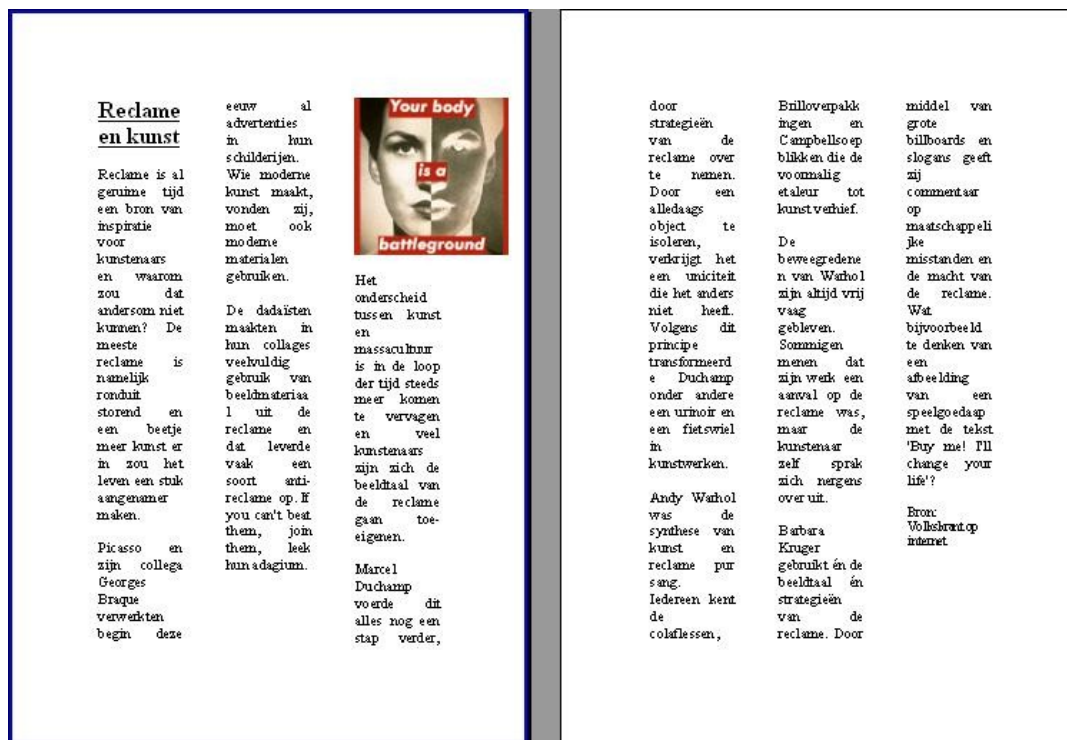 Reclame
en kunst
Reclame is al
geruime tijd
een bron van
inspiratie
voor
kunstenaars
en waarom
zou dat
andersom niet
kunnen? De
meeste
reclame is
namelijk
ronduit
storend en
een beetje
meer kunst er
in zou het
leven een stuk
aangenamer
maken.
Picasso en
zijn collega
Georges
Braque
verwerkten
begin deze
eeuw al
advertenties
in hun
schilderijen.
Wie moderne
kunst maakt,
vonden zij,
moet ook
moderne
materialen
gebruiken.
De dadaïsten
maakten in
hun collages
veelvuldig
gebruik van
beeldmateriaa
l uit de
reclame en
dat leverde
vaak een
soort anti-
reclame op. If
you can't beat
them, join
them, leek
hun adagium.
Your body
is a
battleground
Het
onderscheid
tussen kunst
en
massacultuur
is in de loop
der tijd steeds
meer komen
te vervagen
en veel
kunstenaars
zijn zich de
beeldtaal van
de reclame
gaan toe-
eigenen.
Marcel
Duchamp
voerde dit
alles nog een
stap verder,
door
strategieën
van de
reclame over
te nemen.
Door een
alledaags
object te
isoleren,
verkrijgt het
een uniciteit
die het anders
niet heeft.
Volgens dit
principe
transformeerd
e Duchamp
onder andere
een urinoir en
een fietswiel
in
kunstwerken.
Andy Warhol
was de
synthese van
kunst en
reclame pur
sang.
Iedereen kent
de
colaflessen,
Brilloverpakk
ingen en
Campbellsoep
blikken die de
voormalig
etaleur tot
kunst verhief.
De
beweegredene
n van Warhol
zijn altijd vrij
vaag
gebleven.
Sommigen
menen dat
zijn werk een
aanval op de
reclame was,
maar de
kunstenaar
zelf sprak
zich nergens
over uit.
Barbara
Kruger
gebruikt én de
beeldtaal én
strategieën
van de
reclame. Door
middel van
grote
billboards en
slogans geeft
zij
commentaar
op
maatschappeli
jke
misstanden en
de macht van
de reclame.
Wat
bijvoorbeeld
te denken van
een
afbeelding
van een
speelgoedaap
met de tekst
'Buy me! I'll
change your
life'?
Bron:
Volksbrant op
internet